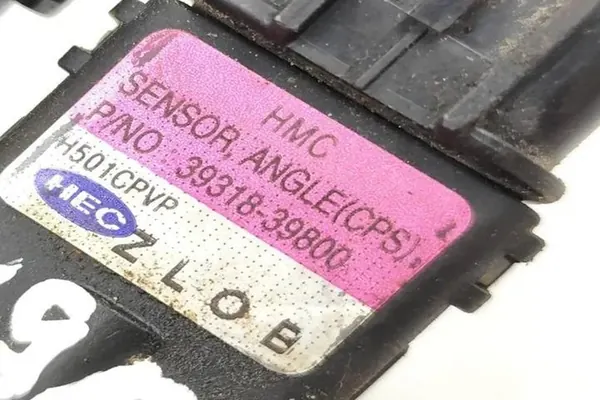 HMC
SENSOR, ANGLE(CPS),
P/NO : 39318-39800
H501CPVP
HEC
ZLOB